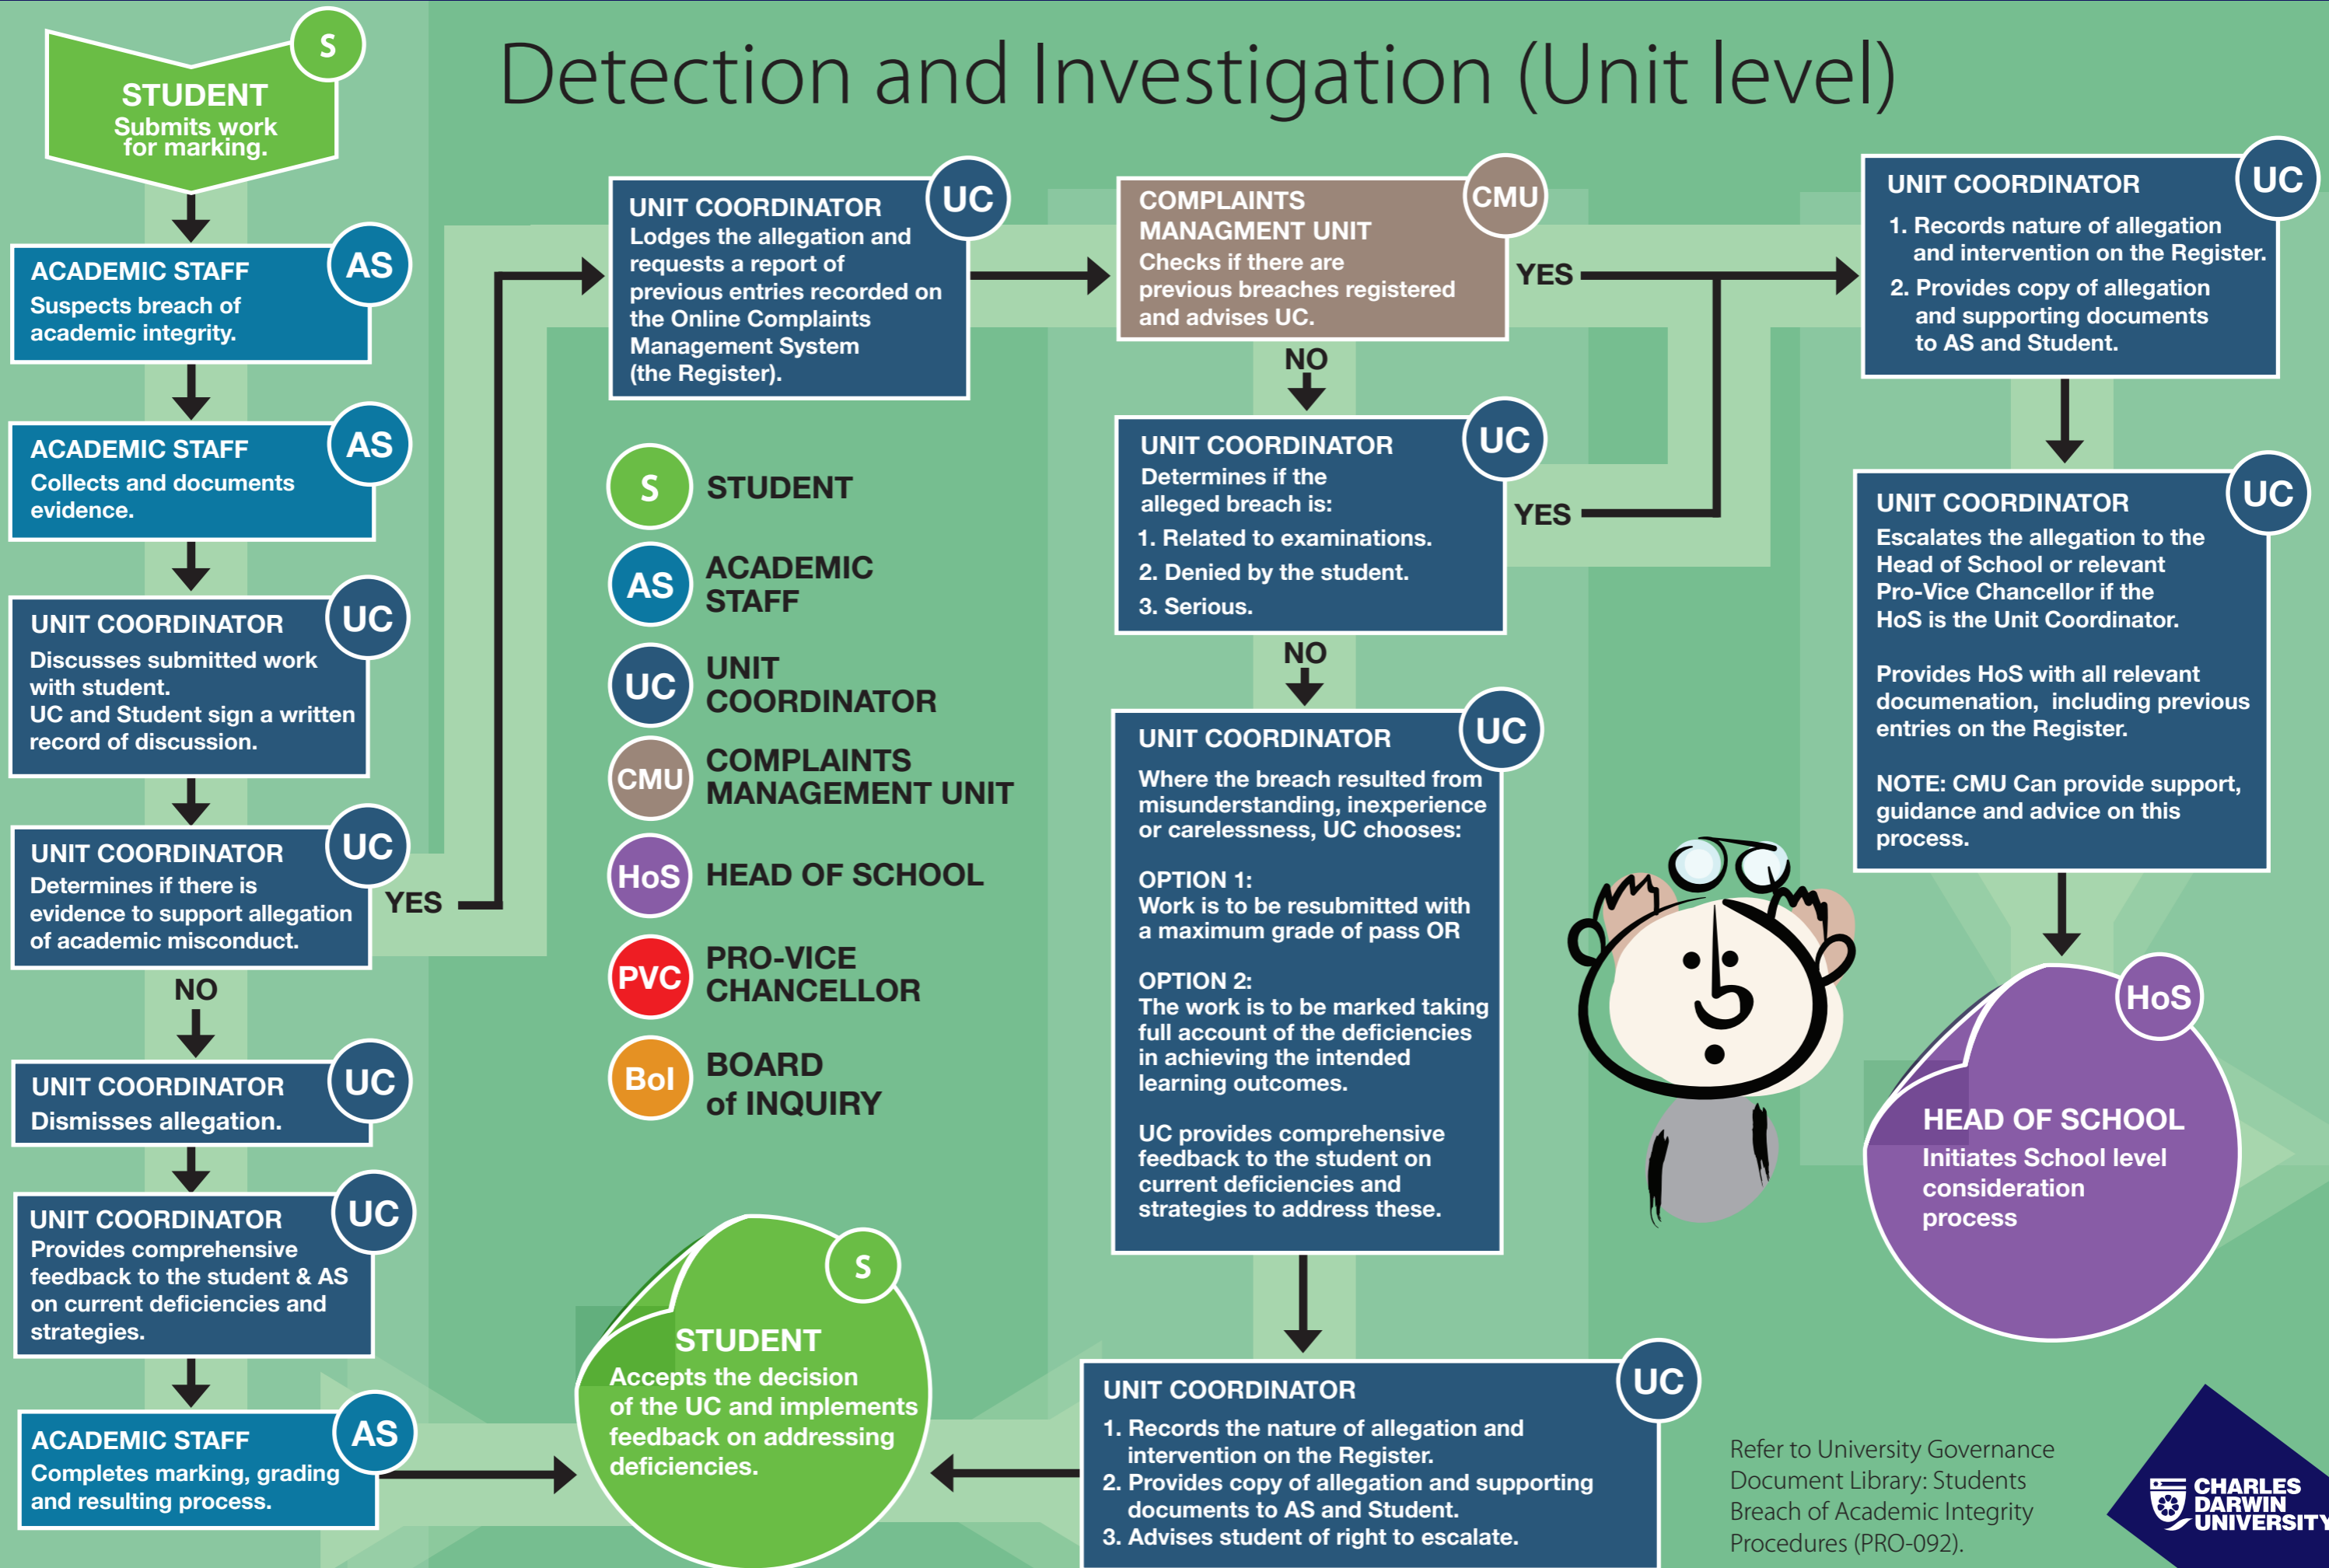 Detection and Investigation (Unit level)
S
STUDENT
Submits work
for marking.
AS
ACADEMIC STAFF
Suspects breach of
academic integrity.
AS
ACADEMIC STAFF
Collects and documents
evidence.
UC
UNIT COORDINATOR
Discusses submitted work
with student.
UC and Student sign a written
record of discussion.
UC
UNIT COORDINATOR
Determines if there is
evidence to support allegation
of academic misconduct.
YES
NO
UC
UNIT COORDINATOR
Dismisses allegation.
UC
UNIT COORDINATOR
Provides comprehensive
feedback to the student & AS
on current deficiencies and
strategies.
AS
ACADEMIC STAFF
Completes marking, grading
and resulting process.
UC
UNIT COORDINATOR
Lodges the allegation and
requests a report of
previous entries recorded on
the Online Complaints
Management System
(the Register).
S
STUDENT
AS
ACADEMIC
STAFF
UC
UNIT
COORDINATOR
CMU
COMPLAINTS
MANAGEMENT UNIT
HoS
HEAD OF SCHOOL
PVC
PRO-VICE
CHANCELLOR
BoI
BOARD
of INQUIRY
S
STUDENT
Accepts the decision
of the UC and implements
feedback on addressing
deficiencies.
CMU
COMPLAINTS
MANAGMENT UNIT
Checks if there are
previous breaches registered
and advises UC.
YES
NO
UC
UNIT COORDINATOR
Determines if the
alleged breach is:
1. Related to examinations.
2. Denied by the student.
3. Serious.
YES
NO
UC
UNIT COORDINATOR
Where the breach resulted from
misunderstanding, inexperience
or carelessness, UC chooses:
OPTION 1:
Work is to be resubmitted with
a maximum grade of pass OR
OPTION 2:
The work is to be marked taking
full account of the deficiencies
in achieving the intended
learning outcomes.
UC provides comprehensive
feedback to the student on
current deficiencies and
strategies to address these.
UC
UNIT COORDINATOR
1. Records the nature of allegation and
intervention on the Register.
2. Provides copy of allegation and supporting
documents to AS and Student.
3. Advises student of right to escalate.
UC
UNIT COORDINATOR
1. Records nature of allegation
and intervention on the Register.
2. Provides copy of allegation
and supporting documents
to AS and Student.
UC
UNIT COORDINATOR
Escalates the allegation to the
Head of School or relevant
Pro-Vice Chancellor if the
HoS is the Unit Coordinator.
Provides HoS with all relevant
documenation, including previous
entries on the Register.
NOTE: CMU Can provide support,
guidance and advice on this
process.
HoS
HEAD OF SCHOOL
Initiates School level
consideration
process
Refer to University Governance
Document Library: Students
Breach of Academic Integrity
Procedures (PRO-092).
CHARLES
DARWIN
UNIVERSITY